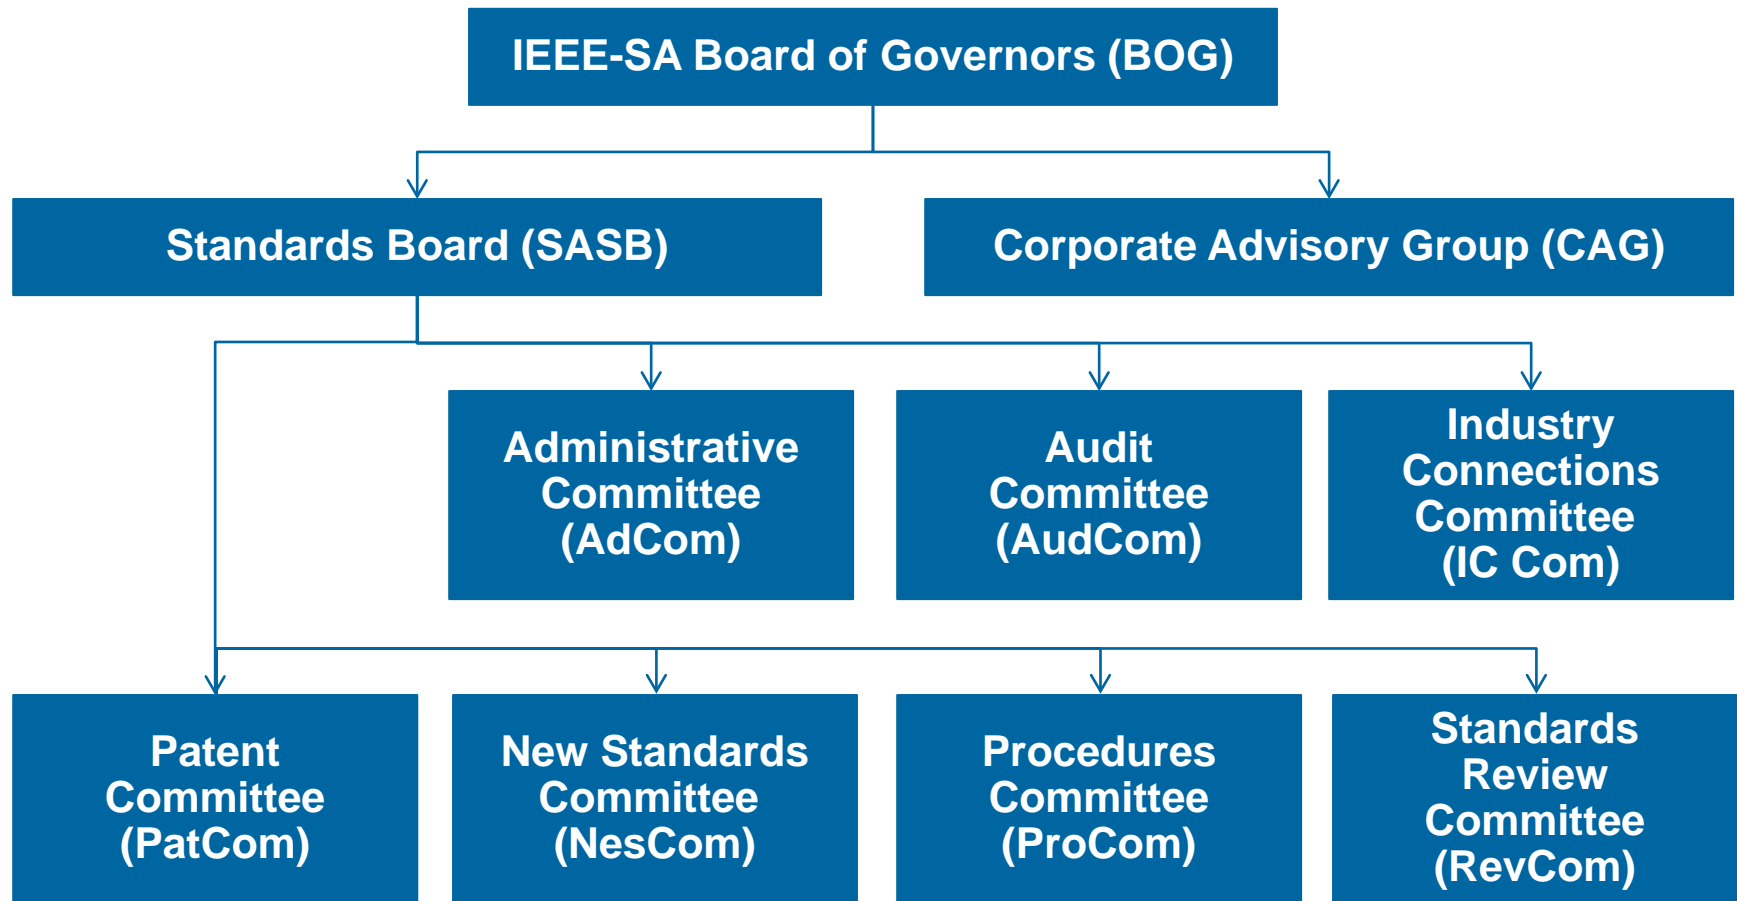 IEEE-SA Board of Governors (BOG)
Standards Board (SASB)
Corporate Advisory Group (CAG)
Administrative
Committee
(AdCom)
Audit
Committee
(AudCom)
Industry
Connections
Committee
(IC Com)
Patent
Committee
(PatCom)
New Standards
Committee
(NesCom)
Procedures
Committee
(ProCom)
Standards
Review
Committee
(RevCom)